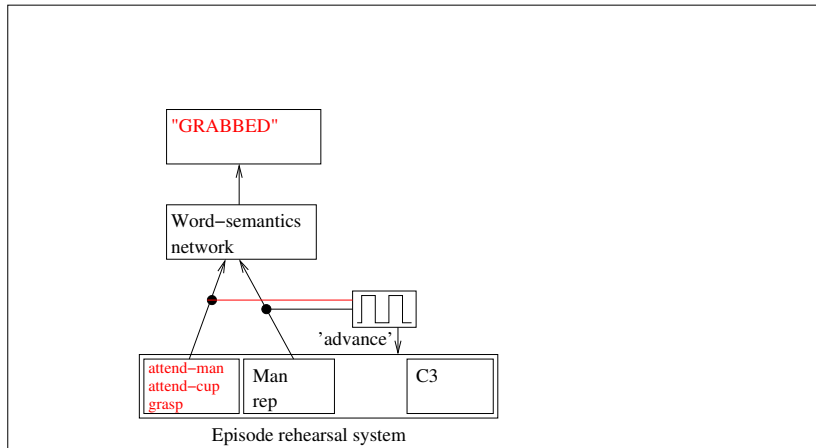 "GRABBED"
Word−semantics
network
'advance'
attend−man
attend−cup
grasp
Man
rep
C3
Episode rehearsal system